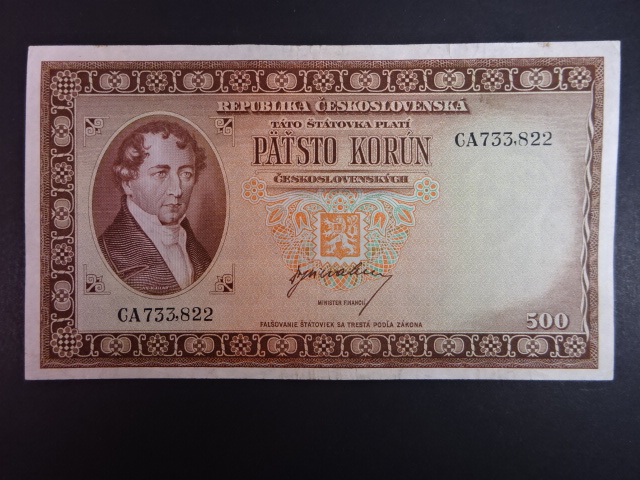 REPUBLIKA ČESKOSLOVENSKÁ
TÁTO ŠTÁTOVKA PLATÍ
PÄŤSTO KORÚN
ČESKOSLOVENSKÝCH
CA733,822
MINISTER FINANCIÍ
CA733,822
FALŠOVANIE ŠTÁTOVIEK SA TRESTÁ PODĽA ZÁKONA
500